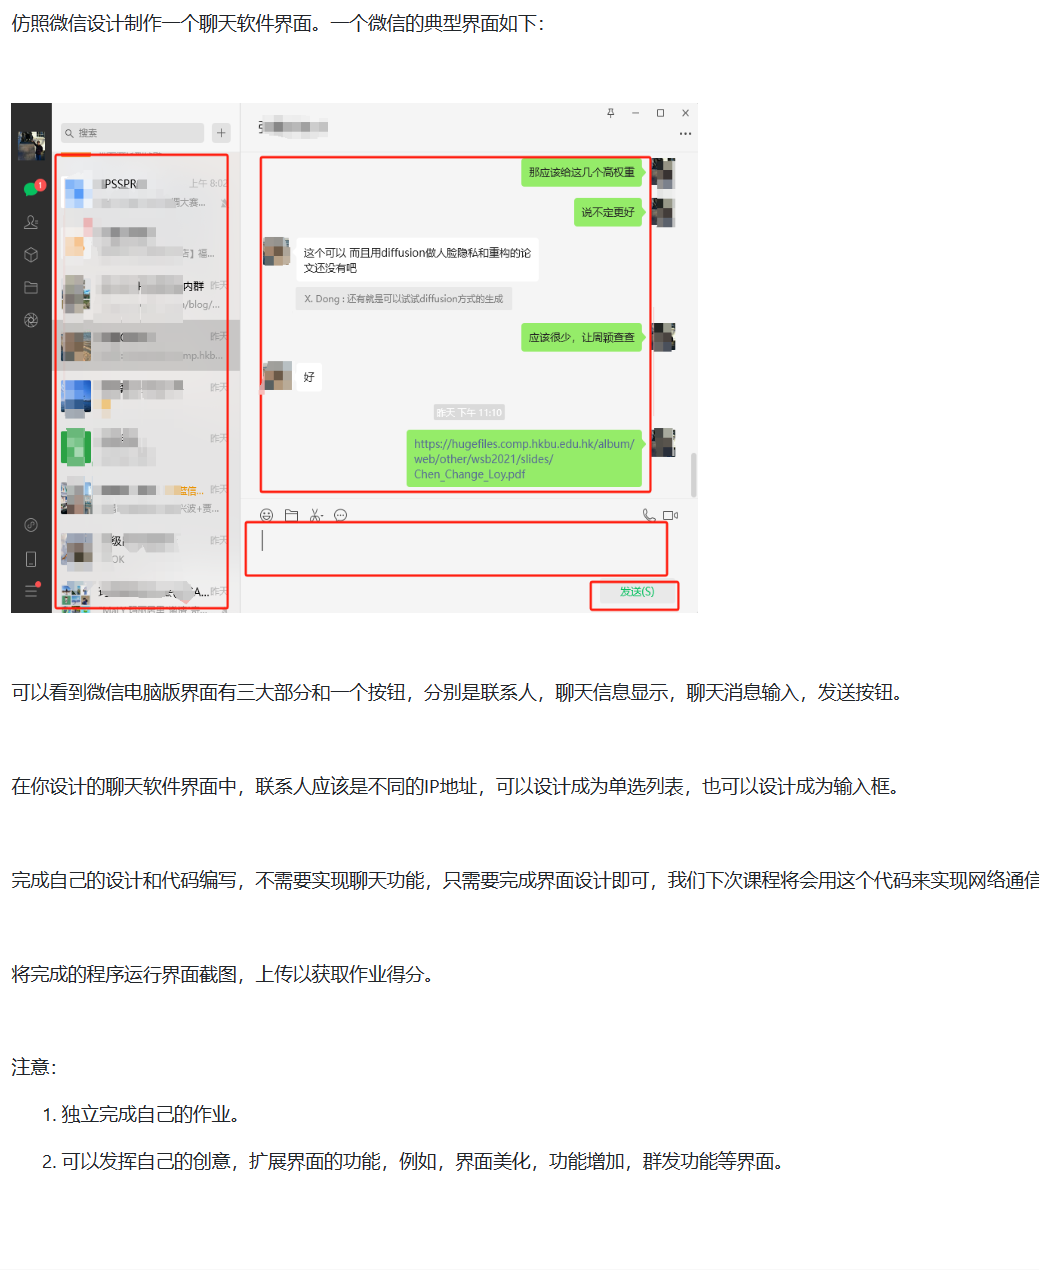 仿照微信设计制作一个聊天软件界面。一个微信的典型界面如下：
搜索
PSSPR
上午 8:02
大赛...
店】福...
内群
昨天
/blog/...
昨天
mp.hkb...
昨天
昨天
昨天
兴波+贾...
级
昨天
OK
A...
昨天
那应该给这几个高权重
说不定更好
这个可以 而且用diffusion做人脸隐私和重构的论
文还没有吧
X. Dong : 还有就是可以试试diffusion方式的生成
应该很少，让周颖查查
好
昨天 下午 11:10
https://hugefiles.comp.hkbu.edu.hk/album/
web/other/wsb2021/slides/
Chen_Change_Loy.pdf
发送(S)
可以看到微信电脑版界面有三大部分和一个按钮，分别是联系人，聊天信息显示，聊天消息输入，发送按钮。
在你设计的聊天软件界面中，联系人应该是不同的IP地址，可以设计成为单选列表，也可以设计成为输入框。
完成自己的设计和代码编写，不需要实现聊天功能，只需要完成界面设计即可，我们下次课程将会用这个代码来实现网络通信
将完成的程序运行界面截图，上传以获取作业得分。
注意：
1. 独立完成自己的作业。
2. 可以发挥自己的创意，扩展界面的功能，例如，界面美化，功能增加，群发功能等界面。